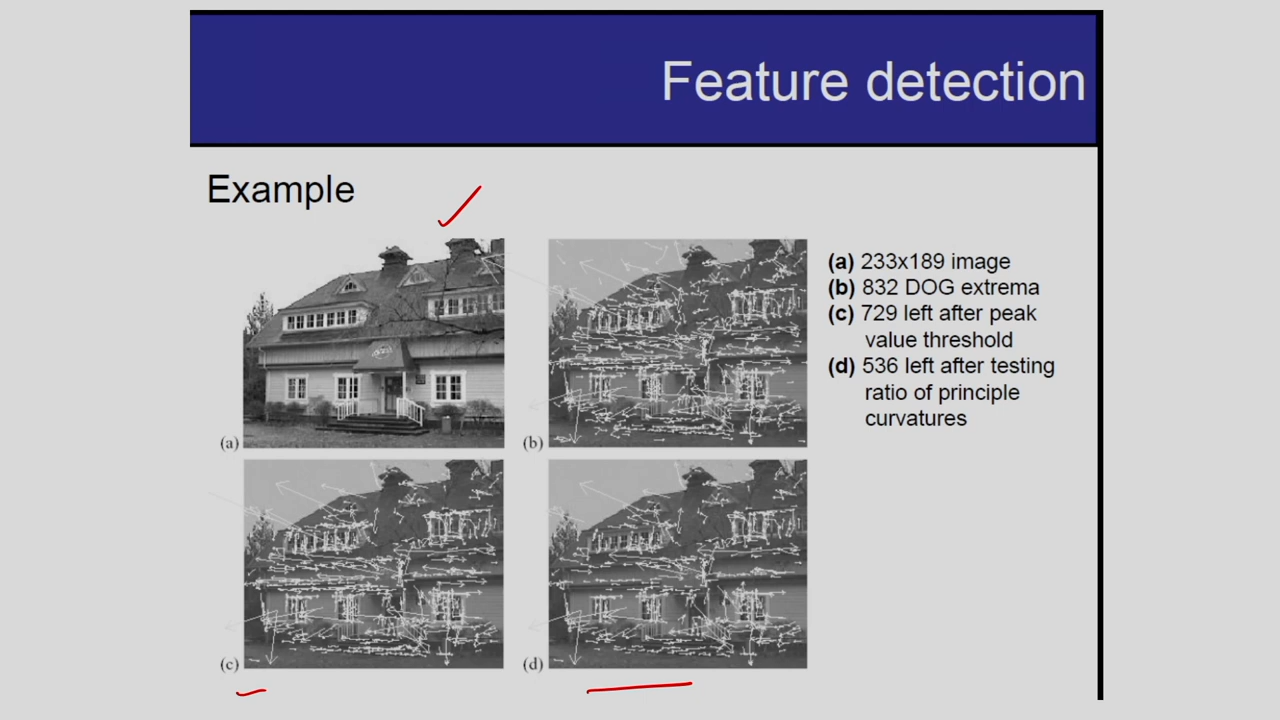 Feature detection
Example
(a) 233x189 image
(b) 832 DOG extrema
(c) 729 left after peak
value threshold
(d) 536 left after testing
ratio of principle
curvatures
(a)
(b)
(c)
(d)